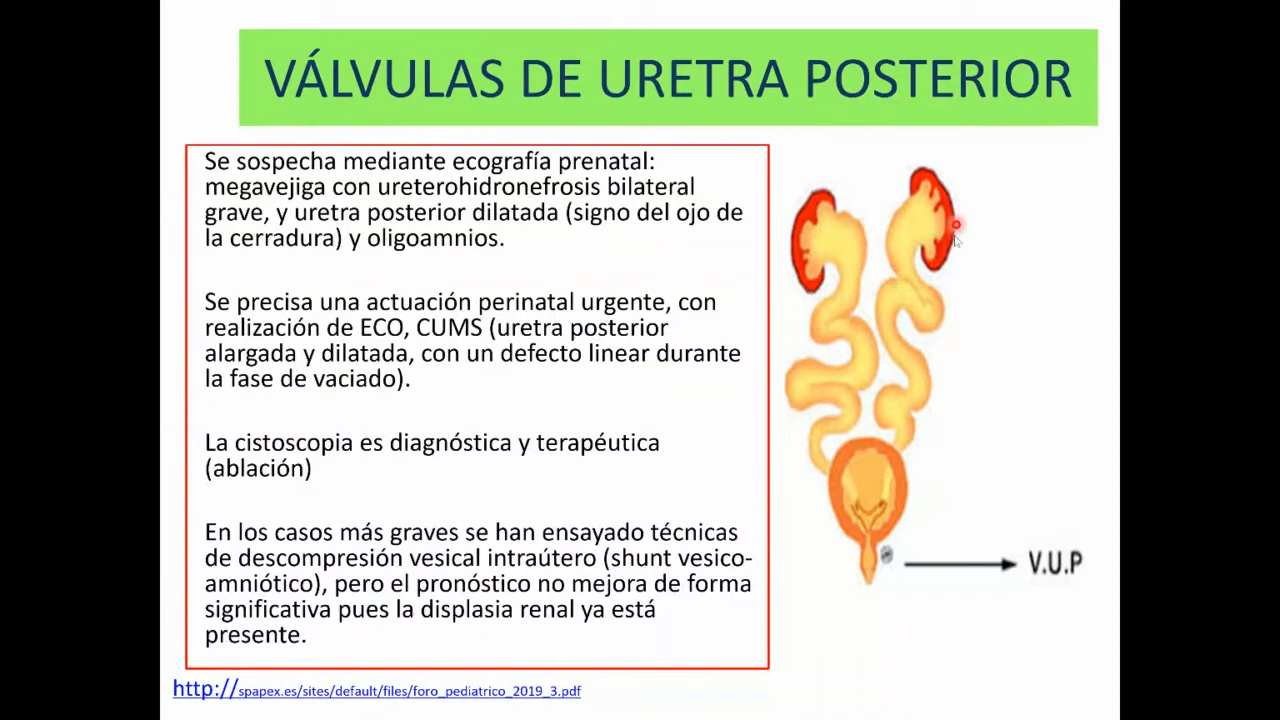 VÁLVULAS DE URETRA POSTERIOR
Se sospecha mediante ecografía prenatal:
megavejiga con ureterohidronefrosis bilateral
grave, y uretra posterior dilatada (signo del ojo de
la cerradura) y oligoamnios.
Se precisa una actuación perinatal urgente, con
realización de ECO, CUMS (uretra posterior
alargada y dilatada, con un defecto linear durante
la fase de vaciado).
La cistoscopia es diagnóstica y terapéutica
(ablación)
En los casos más graves se han ensayado técnicas
de descompresión vesical intraútero (shunt vesico-
amniótico), pero el pronóstico no mejora de forma
significativa pues la displasia renal ya está
presente.
V.U.P
http://spapex.es/sites/default/files/foro_pediatrico_2019_3.pdf